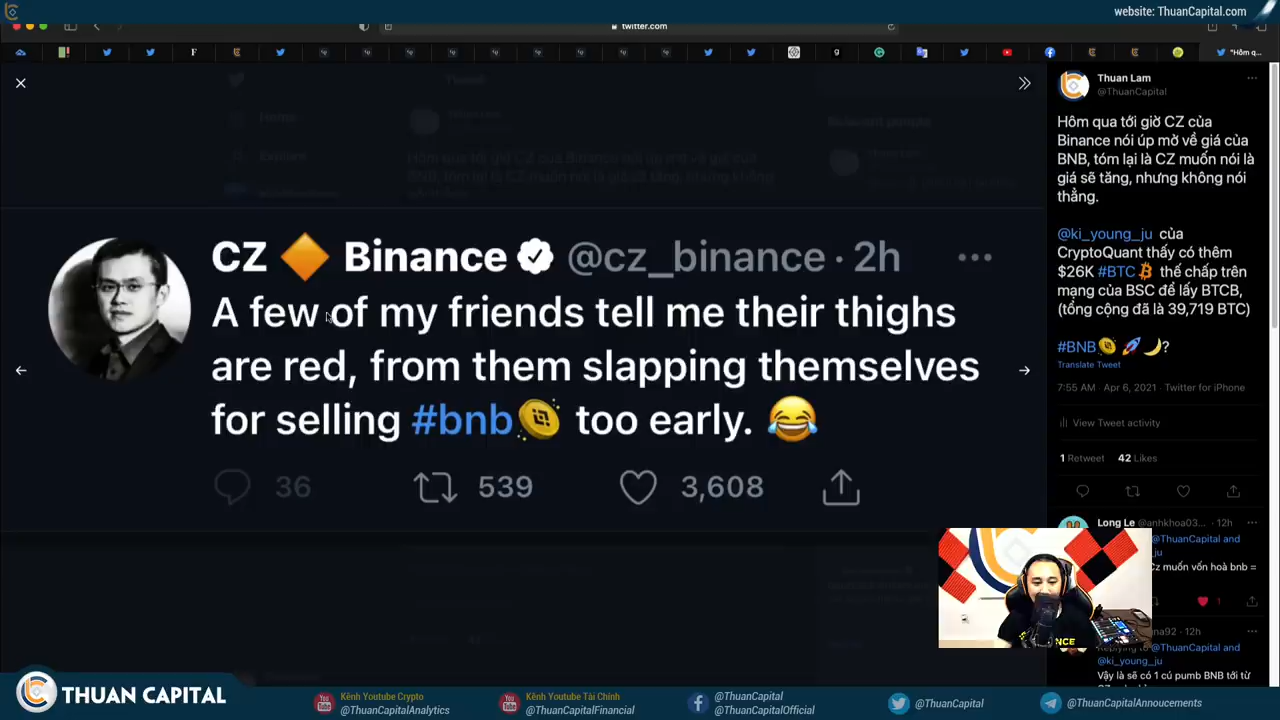 website: ThuanCapital.com
twitter.com
"Hôm q...
Thuan Lam
@ThuanCapital
Hôm qua tới giờ CZ của
Binance nói úp mở về giá của
BNB, tóm lại là CZ muốn nói là
giá sẽ tăng, nhưng không nói
thẳng.
@ki_young_ju của
CryptoQuant thấy có thêm
$26K #BTC thế chấp trên
mạng của BSC để lấy BTCB,
(tổng cộng đã là 39,719 BTC)
#BNB ?
Translate Tweet
7:55 AM · Apr 6, 2021 · Twitter for iPhone
View Tweet activity
1 Retweet 42 Likes
CZ Binance @cz_binance · 2h
A few of my friends tell me their thighs
are red, from them slapping themselves
for selling #bnb too early.
36 539 3,608
Long Le @anhkhoa03... · 12h
@ThuanCapital and
Cz muốn vốn hoà bnb =
1
na92 · 12h
Replying to @ThuanCapital and
@ki_young_ju
Vậy là sẽ có 1 cú pumb BNB tới từ
THUAN CAPITAL
Kênh Youtube Crypto
@ThuanCapitalAnalytics
Kênh Youtube Tài Chính
@ThuanCapitalFinancial
@ThuanCapital
@ThuanCapitalOfficial
@ThuanCapital
@ThuanCapitalAnnoucements